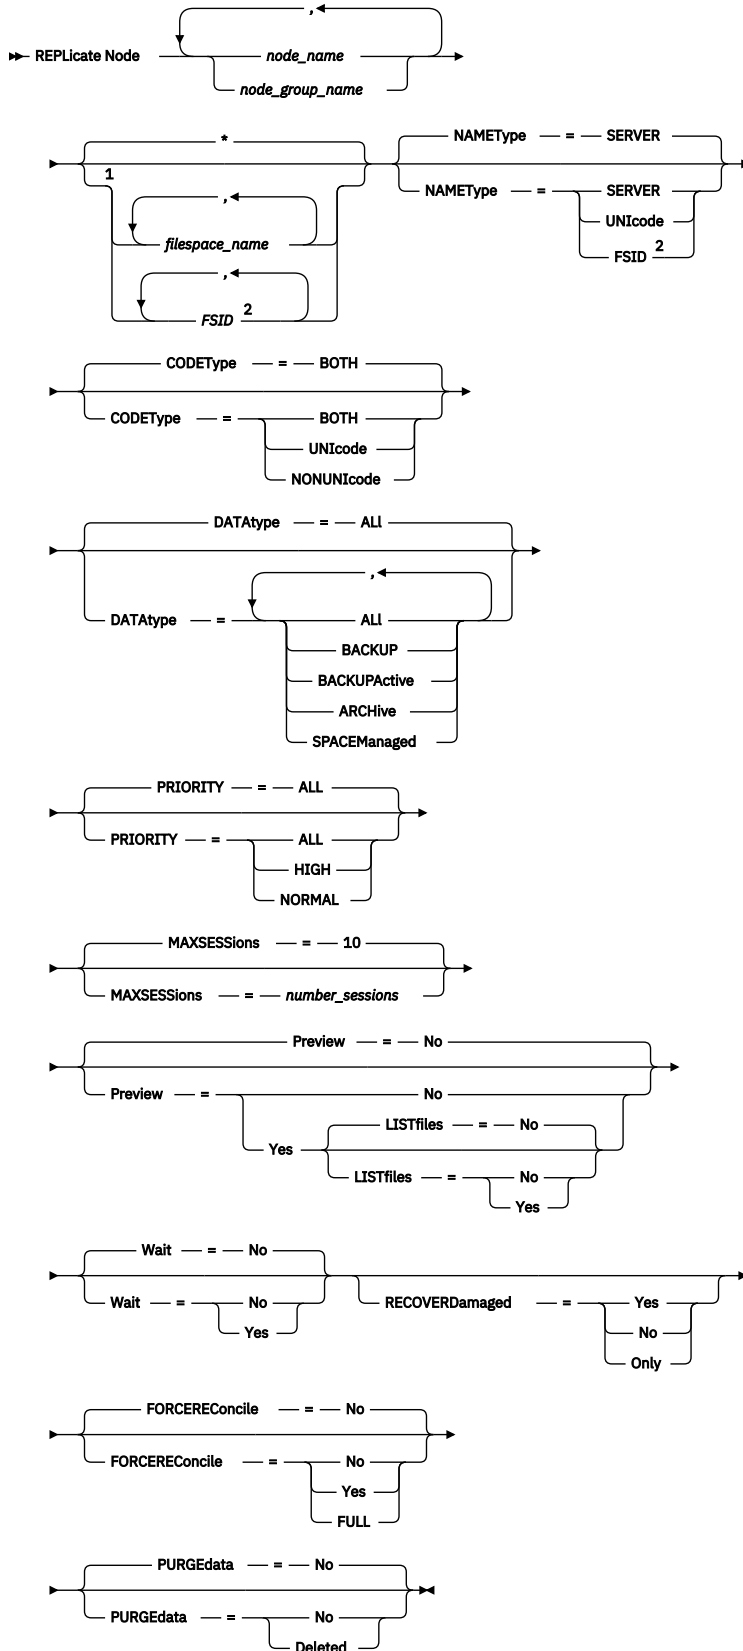 ,
REPLicate Node node_name
node_group_name
*
1
,
filespace_name
,
FSID 2
NAMEType = SERVER
NAMEType = SERVER
UNIcode
FSID 2
CODEType = BOTH
CODEType = BOTH
UNIcode
NONUNIcode
DATAtype = ALl
,
DATAtype = ALl
BACKUP
BACKUPActive
ARCHive
SPACEManaged
PRIORITY = ALL
PRIORITY = ALL
HIGH
NORMAL
MAXSESSions = 10
MAXSESSions = number_sessions
Preview = No
Preview = No
Yes
LISTfiles = No
LISTfiles = No
Yes
Wait = No
Wait = No
Yes
RECOVERDamaged = Yes
No
Only
FORCEREConcile = No
FORCEREConcile = No
Yes
FULL
PURGEdata = No
PURGEdata = No
Deleted